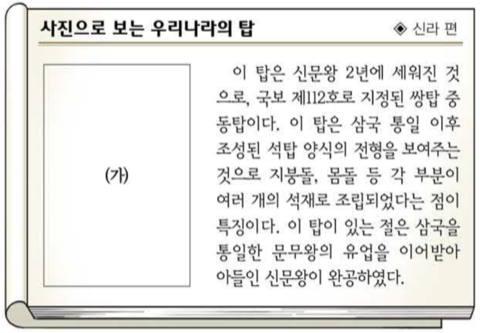 사진으로 보는 우리나라의 탑 ◈ 신라 편
(가)
이 탑은 신문왕 2년에 세워진 것
으로, 국보 제112호로 지정된 쌍탑 중
동탑이다. 이 탑은 삼국 통일 이후
조성된 석탑 양식의 전형을 보여주는
것으로 지붕돌, 몸돌 등 각 부분이
여러 개의 석재로 조립되었다는 점이
특징이다. 이 탑이 있는 절은 삼국을
통일한 문무왕의 유업을 이어받아
아들인 신문왕이 완공하였다.